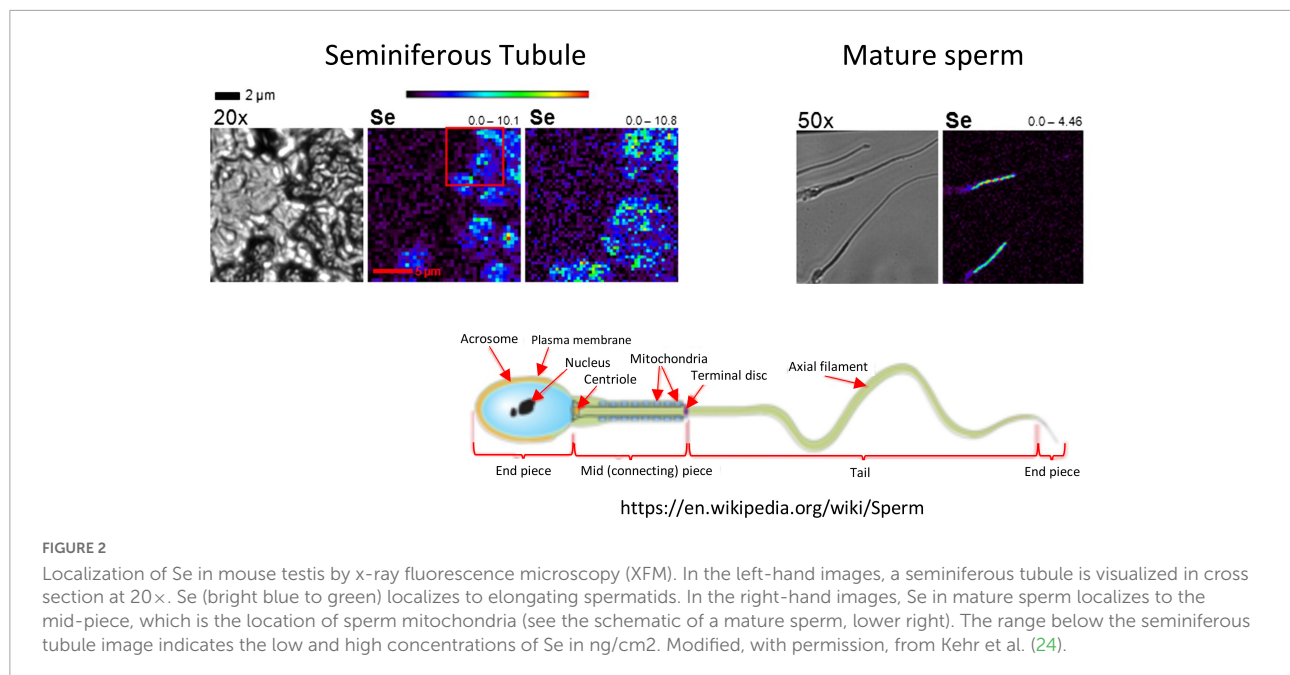 Seminiferous Tubule
Mature sperm
2 µm
20x
Se
0.0 – 10.1
Se
0.0 – 10.8
5 µm
50x
Se
0.0 – 4.46
Acrosome
Plasma membrane
Nucleus
Centriole
Mitochondria
Terminal disc
Axial filament
End piece
Mid (connecting) piece
Tail
End piece
https://en.wikipedia.org/wiki/Sperm
FIGURE 2
Localization of Se in mouse testis by x-ray fluorescence microscopy (XFM). In the left-hand images, a seminiferous tubule is visualized in cross
section at 20×. Se (bright blue to green) localizes to elongating spermatids. In the right-hand images, Se in mature sperm localizes to the
mid-piece, which is the location of sperm mitochondria (see the schematic of a mature sperm, lower right). The range below the seminiferous
tubule image indicates the low and high concentrations of Se in ng/cm2. Modified, with permission, from Kehr et al. (24).